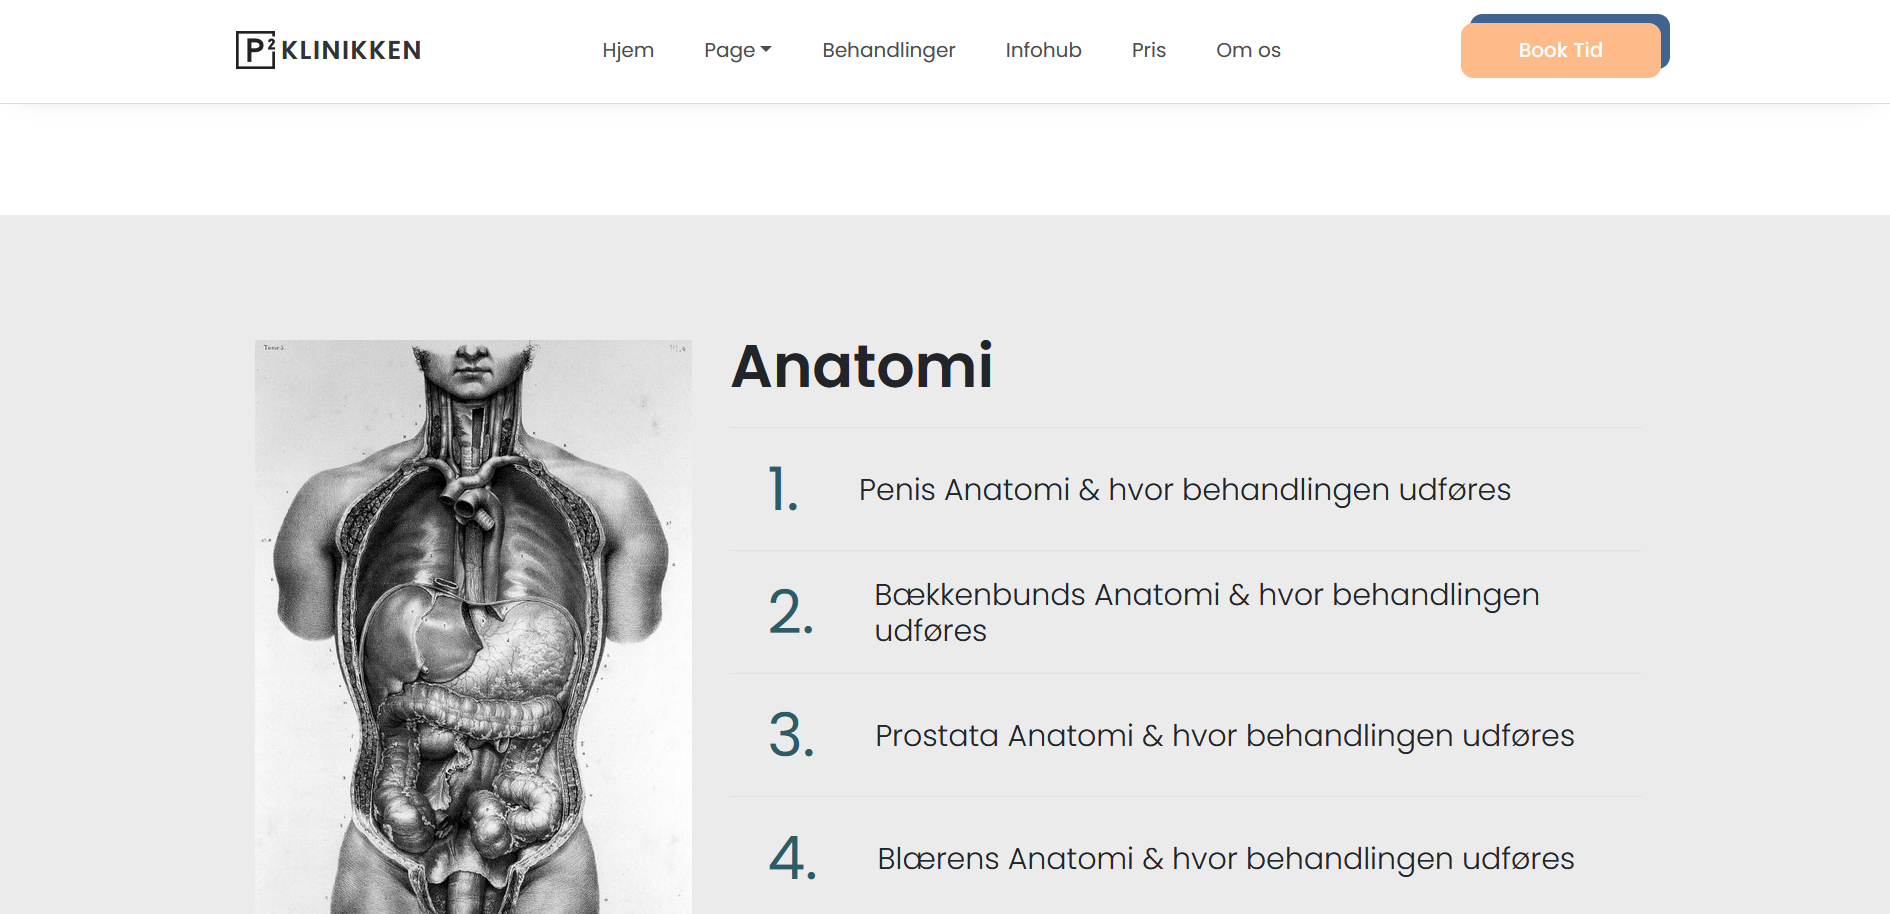 P² KLINIKKEN
Hjem
Page
Behandlinger
Infohub
Pris
Om os
Book Tid
Anatomi
1. Penis Anatomi & hvor behandlingen udføres
2. Bækkenbunds Anatomi & hvor behandlingen
udføres
3. Prostata Anatomi & hvor behandlingen udføres
4. Blærens Anatomi & hvor behandlingen udføres